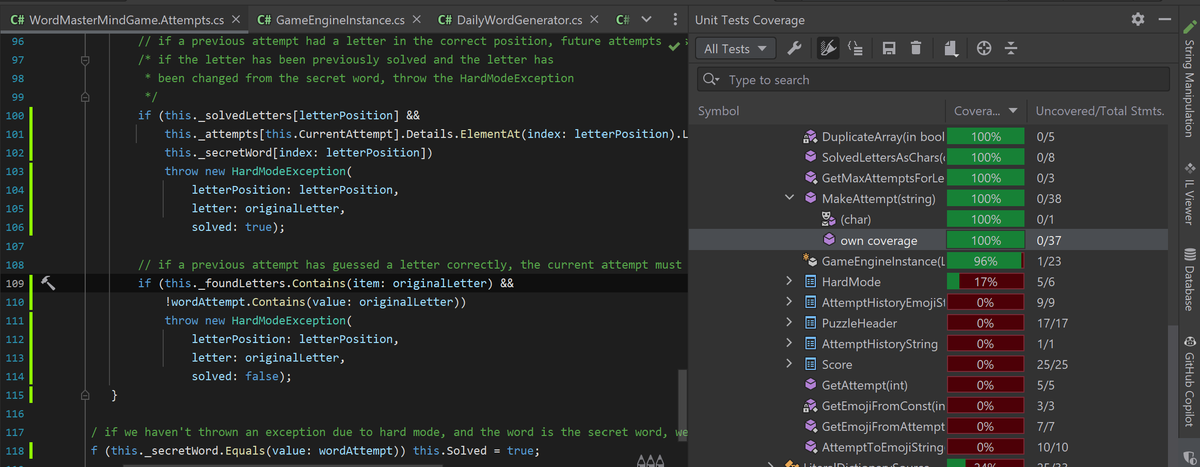 C# WordMasterMindGame.Attempts.cs × C# GameEngineInstance.cs × C# DailyWordGenerator.cs × C#
96 // if a previous attempt had a letter in the correct position, future attempts
97 /* if the letter has been previously solved and the letter has
98 * been changed from the secret word, throw the HardModeException
99 */
100 if (this._solvedLetters[letterPosition] &&
101 this._attempts[this.CurrentAttempt].Details.ElementAt(index: letterPosition).L
102 this._secretWord[index: letterPosition])
103 throw new HardModeException(
104 letterPosition: letterPosition,
105 letter: originalLetter,
106 solved: true);
107
108 // if a previous attempt has guessed a letter correctly, the current attempt must
109 if (this._foundLetters.Contains(item: originalLetter) &&
110 !wordAttempt.Contains(value: originalLetter))
111 throw new HardModeException(
112 letterPosition: letterPosition,
113 letter: originalLetter,
114 solved: false);
115 }
116
117 / if we haven't thrown an exception due to hard mode, and the word is the secret word, we
118 f (this._secretWord.Equals(value: wordAttempt)) this.Solved = true;
Unit Tests Coverage
All Tests
Type to search
Symbol Covera... Uncovered/Total Stmts.
DuplicateArray(in bool 100% 0/5
SolvedLettersAsChars( 100% 0/8
GetMaxAttemptsForLe 100% 0/3
MakeAttempt(string) 100% 0/38
(char) 100% 0/1
own coverage 100% 0/37
GameEngineInstance(L 96% 1/23
HardMode 17% 5/6
AttemptHistoryEmojiSt 0% 9/9
PuzzleHeader 0% 17/17
AttemptHistoryString 0% 1/1
Score 0% 25/25
GetAttempt(int) 0% 5/5
GetEmojiFromConst(in 0% 3/3
GetEmojiFromAttempt 0% 7/7
AttemptToEmojiString 0% 10/10
String Manipulation
IL Viewer
Database
GitHub Copilot